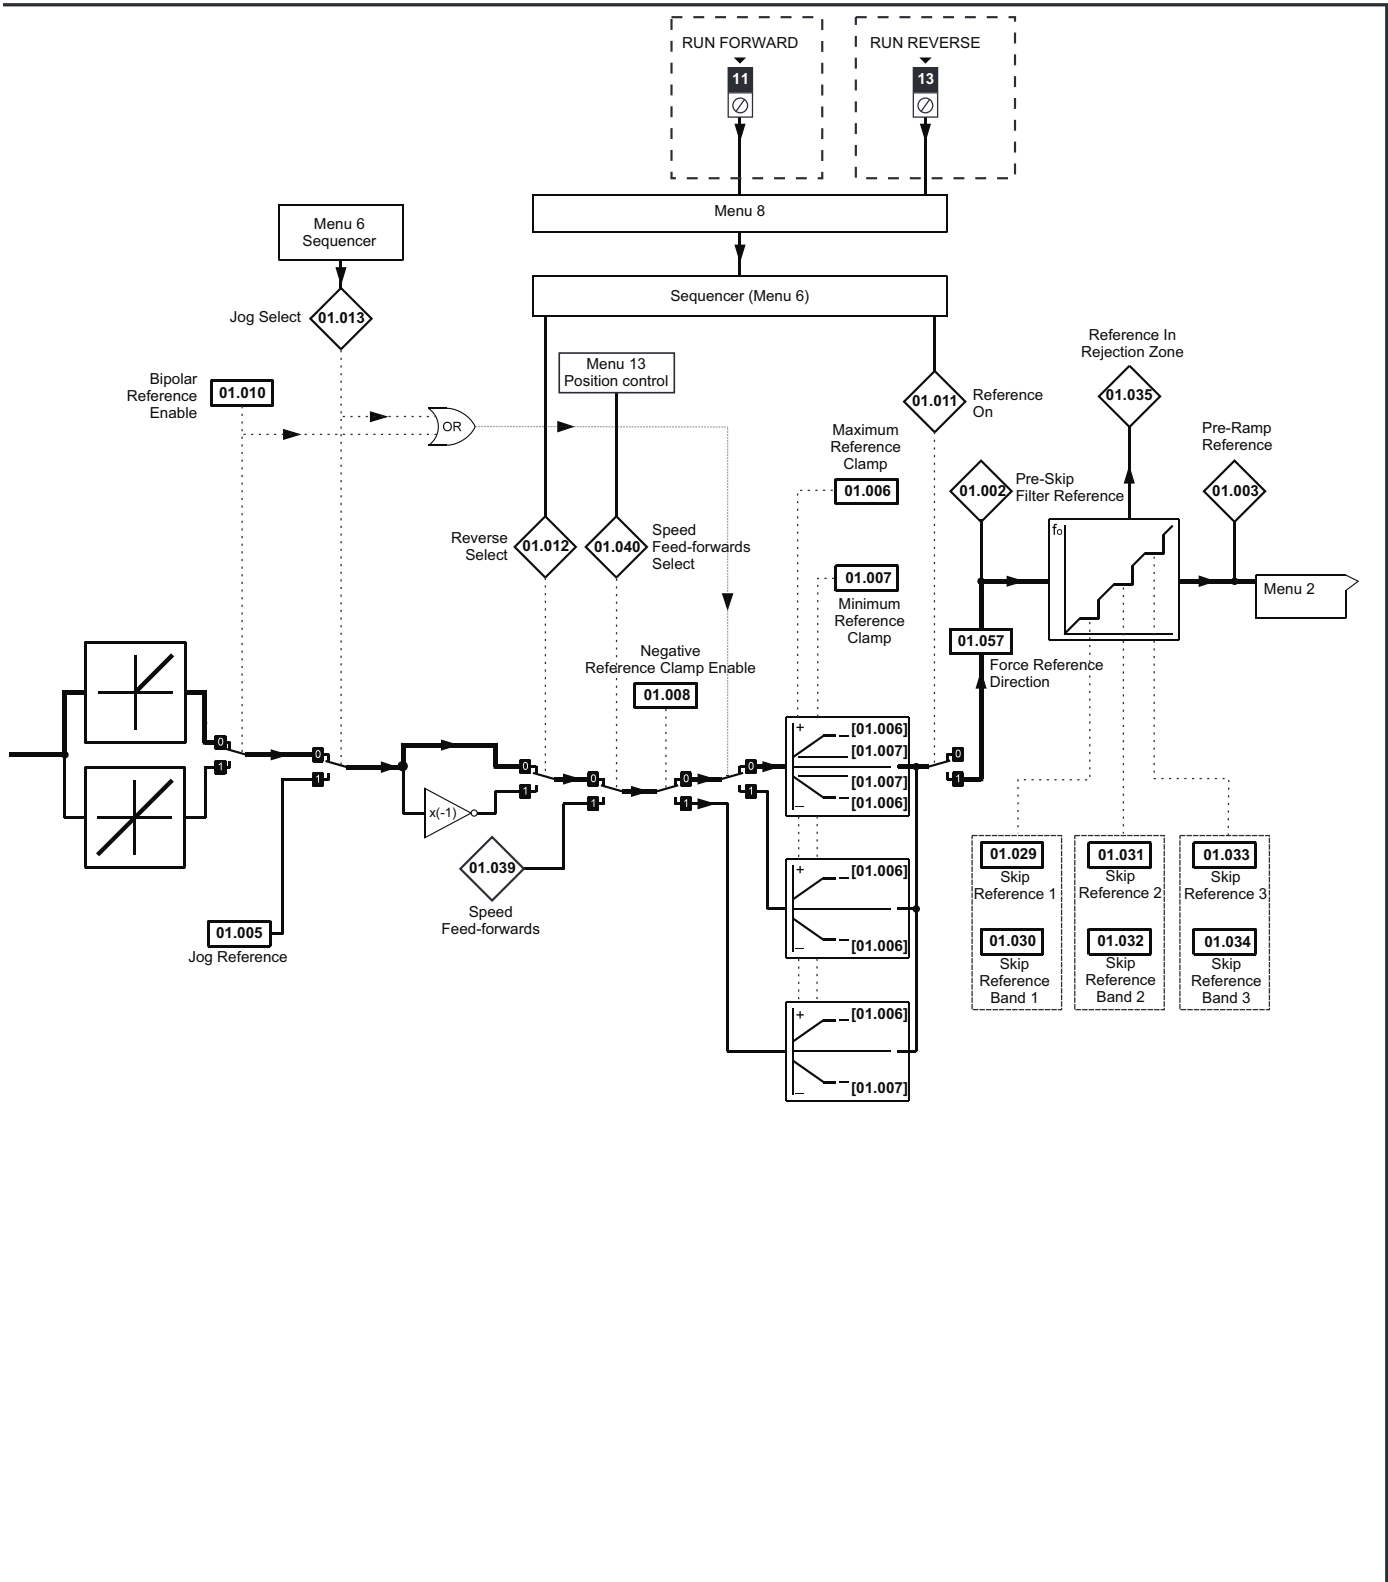 RUN FORWARD
11
RUN REVERSE
13
Menu 8
Menu 6
Sequencer
Sequencer (Menu 6)
Jog Select
01.013
Bipolar
Reference
Enable
01.010
OR
Menu 13
Position control
Reverse
Select
01.012
01.040
Speed
Feed-forwards
Select
01.011
Reference
On
Maximum
Reference
Clamp
01.006
01.007
Minimum
Reference
Clamp
Reference In
Rejection Zone
01.035
01.002
Pre-Skip
Filter Reference
Pre-Ramp
Reference
01.003
fo
Menu 2
01.057
Force Reference
Direction
Negative
Reference Clamp Enable
01.008
0
1
0
1
x(-1)
0
1
0
1
0
1
0
1
+
[01.006]
[01.007]
[01.007]
[01.006]
–
0
1
01.039
Speed
Feed-forwards
+
[01.006]
[01.006]
–
+
[01.006]
[01.007]
–
01.005
Jog Reference
01.029
Skip
Reference 1
01.030
Skip
Reference
Band 1
01.031
Skip
Reference 2
01.032
Skip
Reference
Band 2
01.033
Skip
Reference 3
01.034
Skip
Reference
Band 3